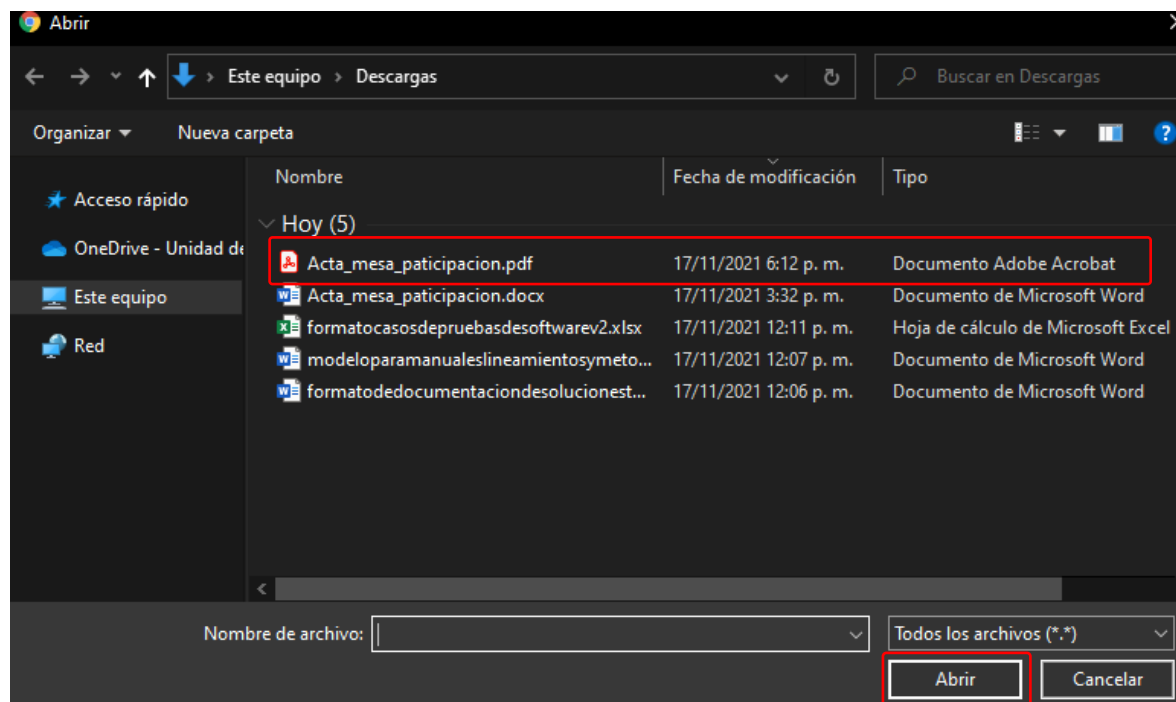 Abrir
Este equipo > Descargas
Buscar en Descargas
Organizar
Nueva carpeta
Acceso rápido
OneDrive - Unidad de
Este equipo
Red
Nombre Fecha de modificación Tipo
Hoy (5)
Acta_mesa_paticipacion.pdf 17/11/2021 6:12 p. m. Documento Adobe Acrobat
Acta_mesa_paticipacion.docx 17/11/2021 3:32 p. m. Documento de Microsoft Word
formatocasosdepruebasdesoftwarev2.xlsx 17/11/2021 12:11 p. m. Hoja de cálculo de Microsoft Excel
modeloparamanualeslineamientosymeto... 17/11/2021 12:07 p. m. Documento de Microsoft Word
formatodedocumentaciondesolucionest... 17/11/2021 12:06 p. m. Documento de Microsoft Word
Nombre de archivo:
Todos los archivos (*.*)
Abrir
Cancelar